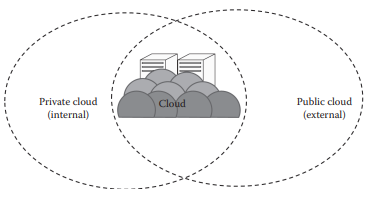 Private cloud
(internal)
Cloud
Public cloud
(external)